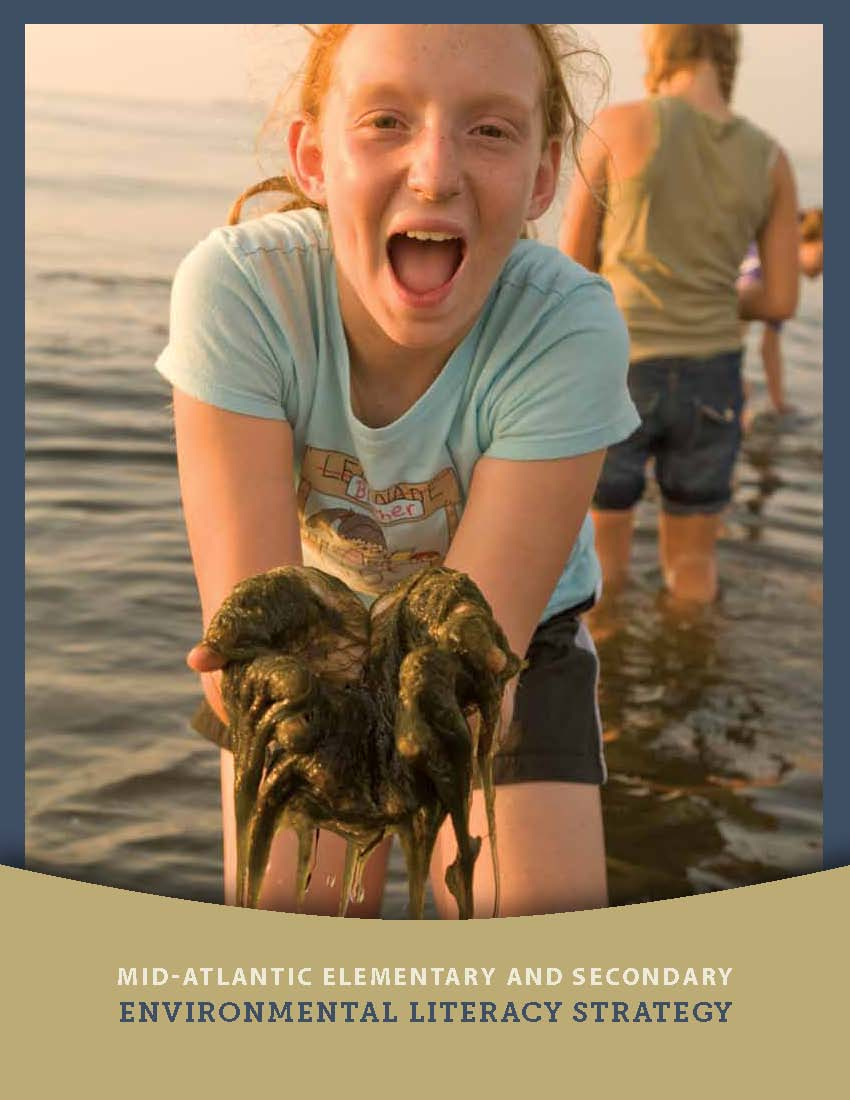 MID-ATLANTIC ELEMENTARY AND SECONDARY
ENVIRONMENTAL LITERACY STRATEGY